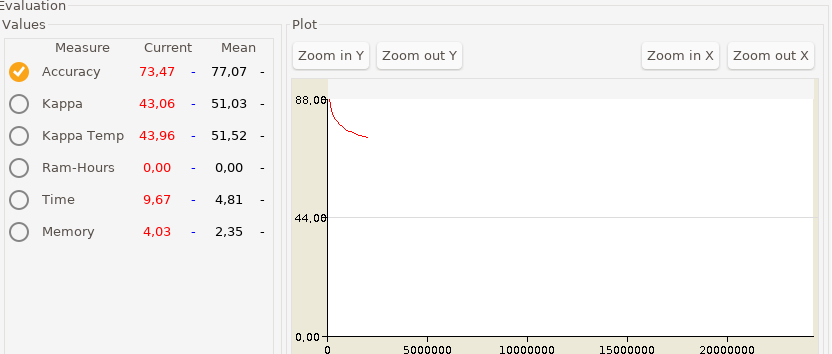 Evaluation
Values
Measure Current Mean
Accuracy 73,47 - 77,07 -
Kappa 43,06 - 51,03 -
Kappa Temp 43,96 - 51,52 -
Ram-Hours 0,00 - 0,00 -
Time 9,67 - 4,81 -
Memory 4,03 - 2,35 -
Plot
Zoom in Y Zoom out Y Zoom in X Zoom out X
88,00
44,00
0,00
0 5000000 10000000 15000000 20000000